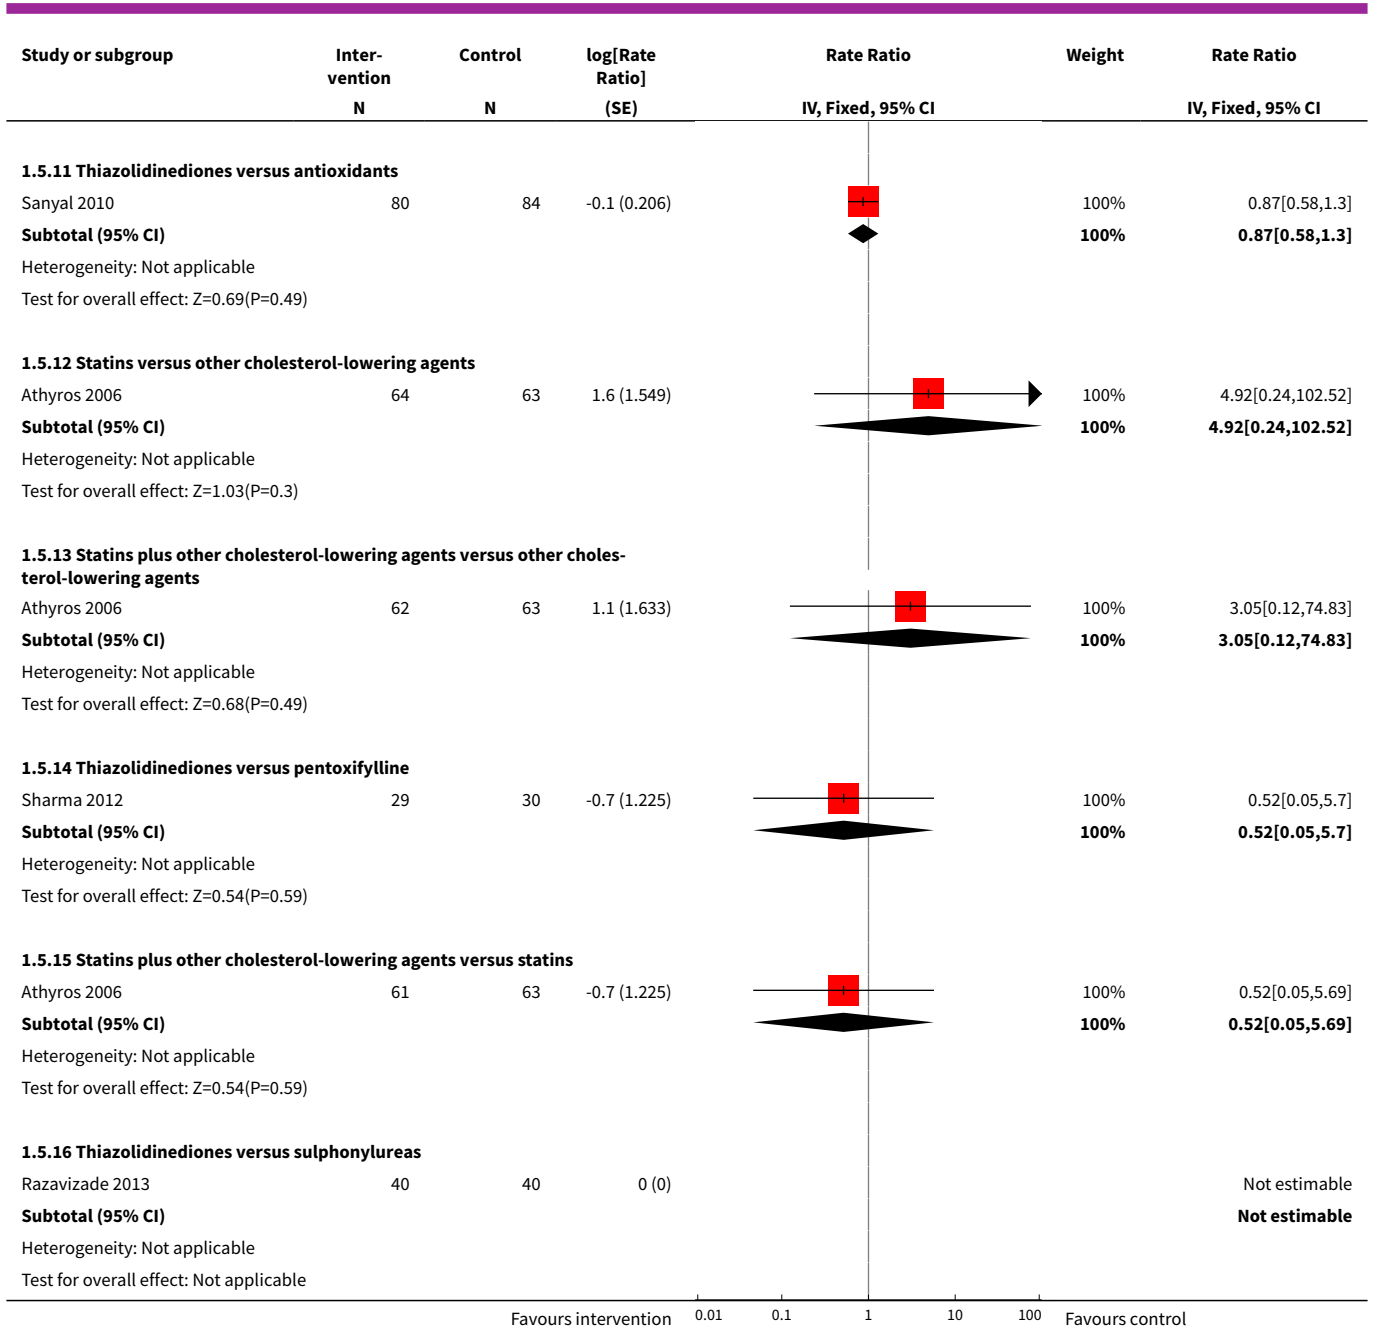 Study or subgroup Inter- Control log[Rate Rate Ratio Weight Rate Ratio
vention Ratio]
N N (SE) IV, Fixed, 95% CI IV, Fixed, 95% CI
1.5.11 Thiazolidinediones versus antioxidants
Sanyal 2010 80 84 -0.1 (0.206) 100% 0.87[0.58,1.3]
Subtotal (95% CI) 100% 0.87[0.58,1.3]
Heterogeneity: Not applicable
Test for overall effect: Z=0.69(P=0.49)
1.5.12 Statins versus other cholesterol-lowering agents
Athyros 2006 64 63 1.6 (1.549) 100% 4.92[0.24,102.52]
Subtotal (95% CI) 100% 4.92[0.24,102.52]
Heterogeneity: Not applicable
Test for overall effect: Z=1.03(P=0.3)
1.5.13 Statins plus other cholesterol-lowering agents versus other choles-
terol-lowering agents
Athyros 2006 62 63 1.1 (1.633) 100% 3.05[0.12,74.83]
Subtotal (95% CI) 100% 3.05[0.12,74.83]
Heterogeneity: Not applicable
Test for overall effect: Z=0.68(P=0.49)
1.5.14 Thiazolidinediones versus pentoxifylline
Sharma 2012 29 30 -0.7 (1.225) 100% 0.52[0.05,5.7]
Subtotal (95% CI) 100% 0.52[0.05,5.7]
Heterogeneity: Not applicable
Test for overall effect: Z=0.54(P=0.59)
1.5.15 Statins plus other cholesterol-lowering agents versus statins
Athyros 2006 61 63 -0.7 (1.225) 100% 0.52[0.05,5.69]
Subtotal (95% CI) 100% 0.52[0.05,5.69]
Heterogeneity: Not applicable
Test for overall effect: Z=0.54(P=0.59)
1.5.16 Thiazolidinediones versus sulphonylureas
Razavizade 2013 40 40 0 (0) Not estimable
Subtotal (95% CI) Not estimable
Heterogeneity: Not applicable
Test for overall effect: Not applicable
Favours intervention 0.01 0.1 1 10 100 Favours control